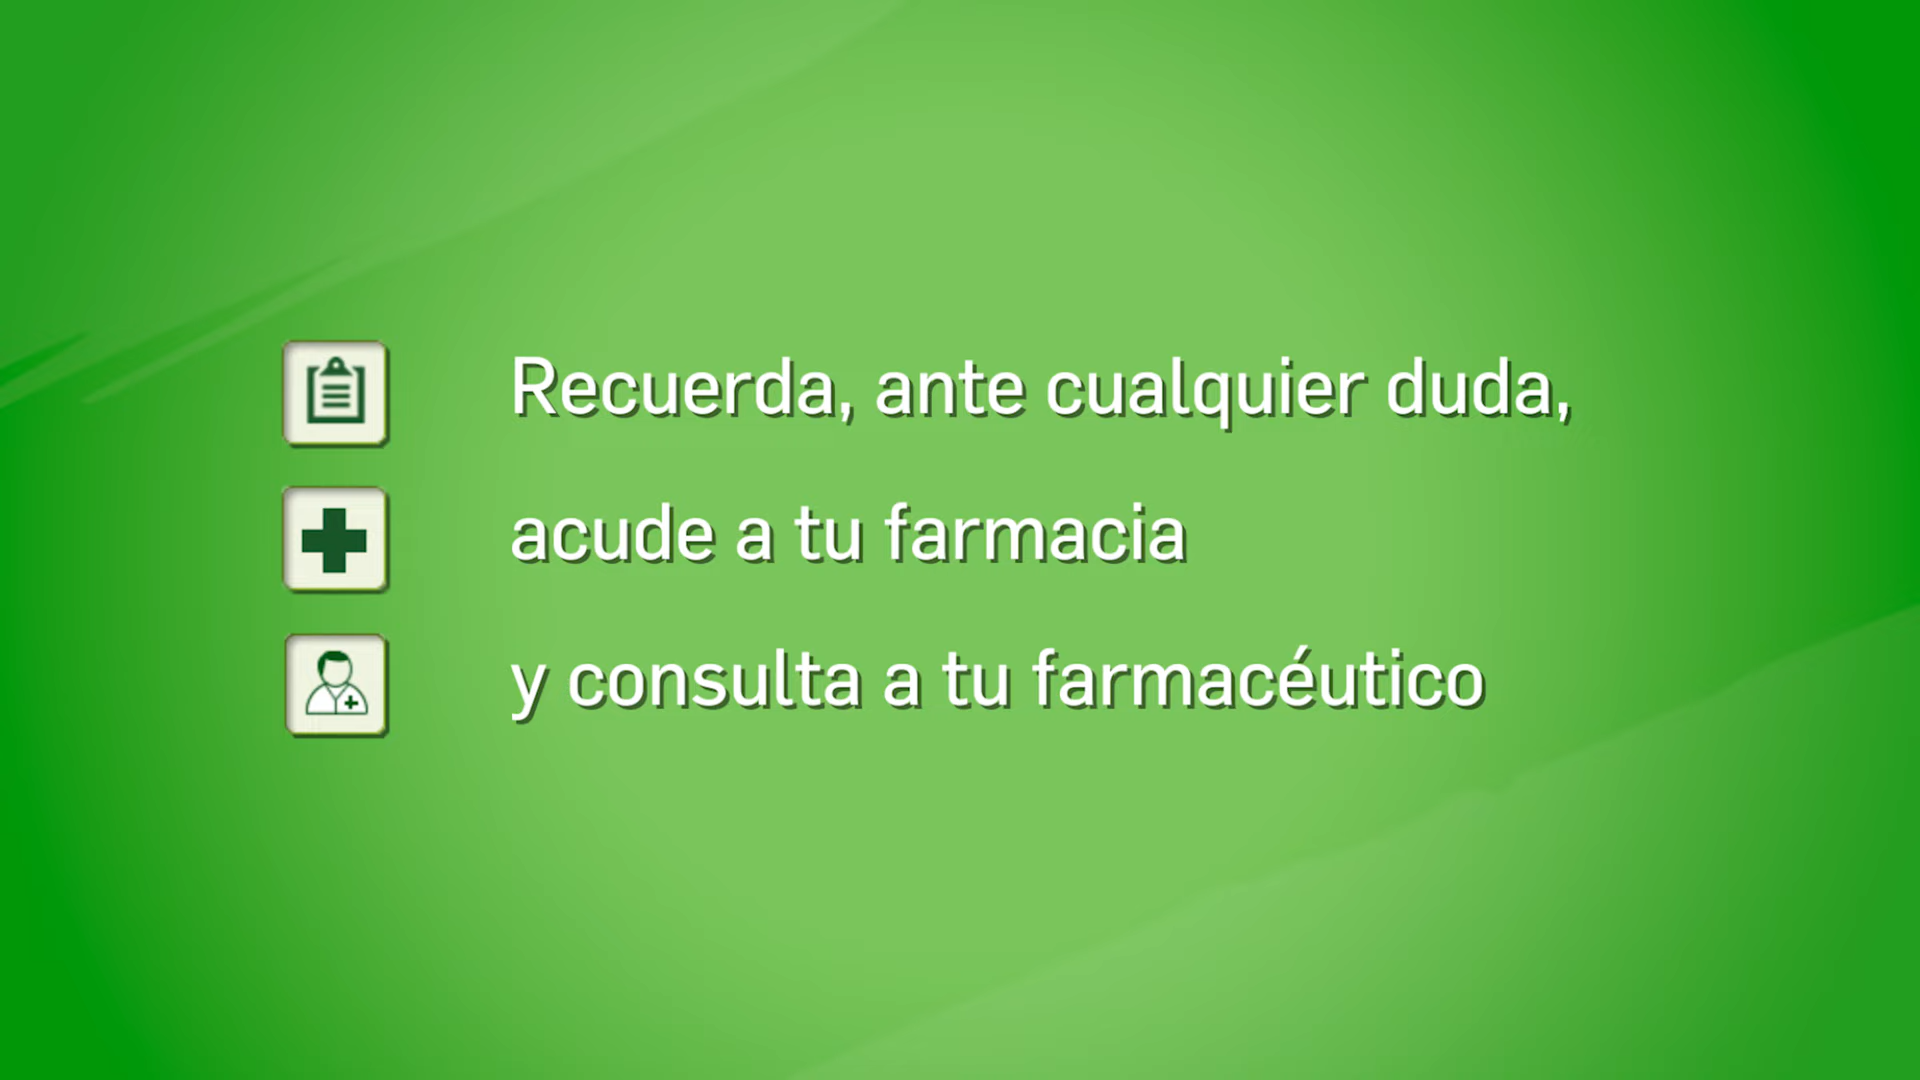 Recuerda, ante cualquier duda,
acude a tu farmacia
y consulta a tu farmacéutico